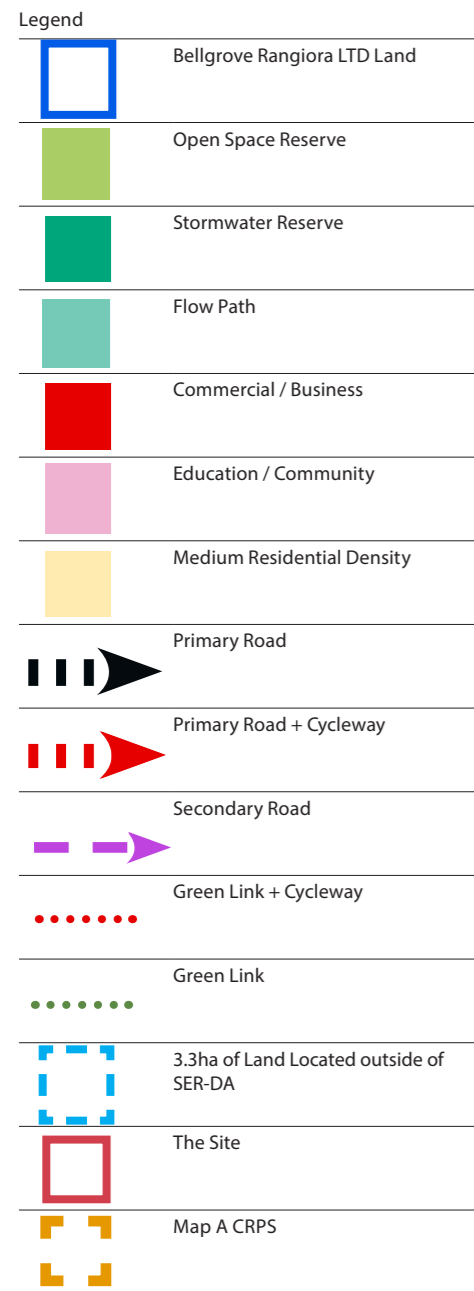 Legend
Bellgrove Rangiora LTD Land
Open Space Reserve
Stormwater Reserve
Flow Path
Commercial / Business
Education / Community
Medium Residential Density
Primary Road
Primary Road + Cycleway
Secondary Road
Green Link + Cycleway
Green Link
3.3ha of Land Located outside of
SER-DA
The Site
Map A CRPS